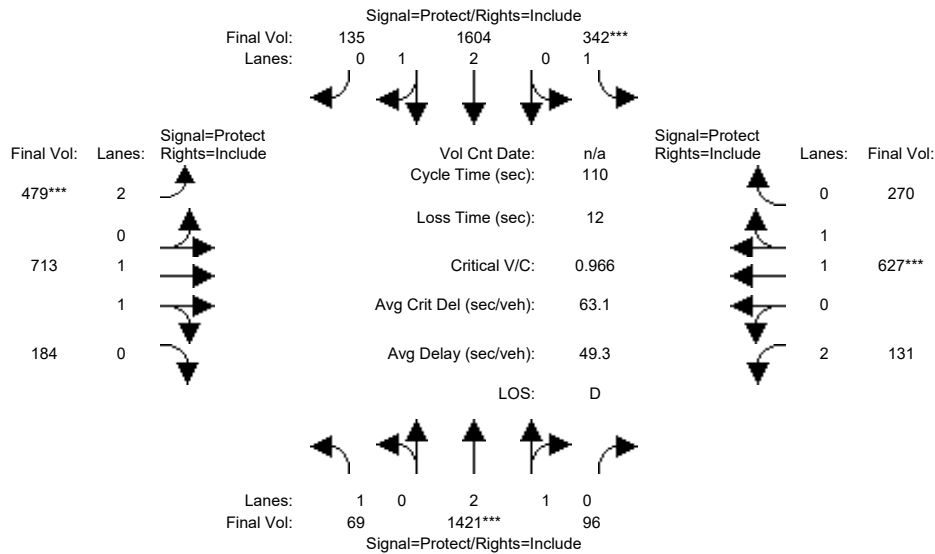 Signal=Protect/Rights=Include
Final Vol: 135 1604 342***
Lanes: 0 1 2 0 1
Signal=Protect
Final Vol: Lanes: Rights=Include
Vol Cnt Date: n/a
Signal=Protect
Rights=Include Lanes: Final Vol:
Cycle Time (sec): 110
479*** 2
0 270
Loss Time (sec): 12
0
1
713 1
Critical V/C: 0.966
1 627***
1
Avg Crit Del (sec/veh): 63.1
0
184 0
Avg Delay (sec/veh): 49.3
2 131
LOS: D
Lanes: 1 0 2 1 0
Final Vol: 69 1421*** 96
Signal=Protect/Rights=Include